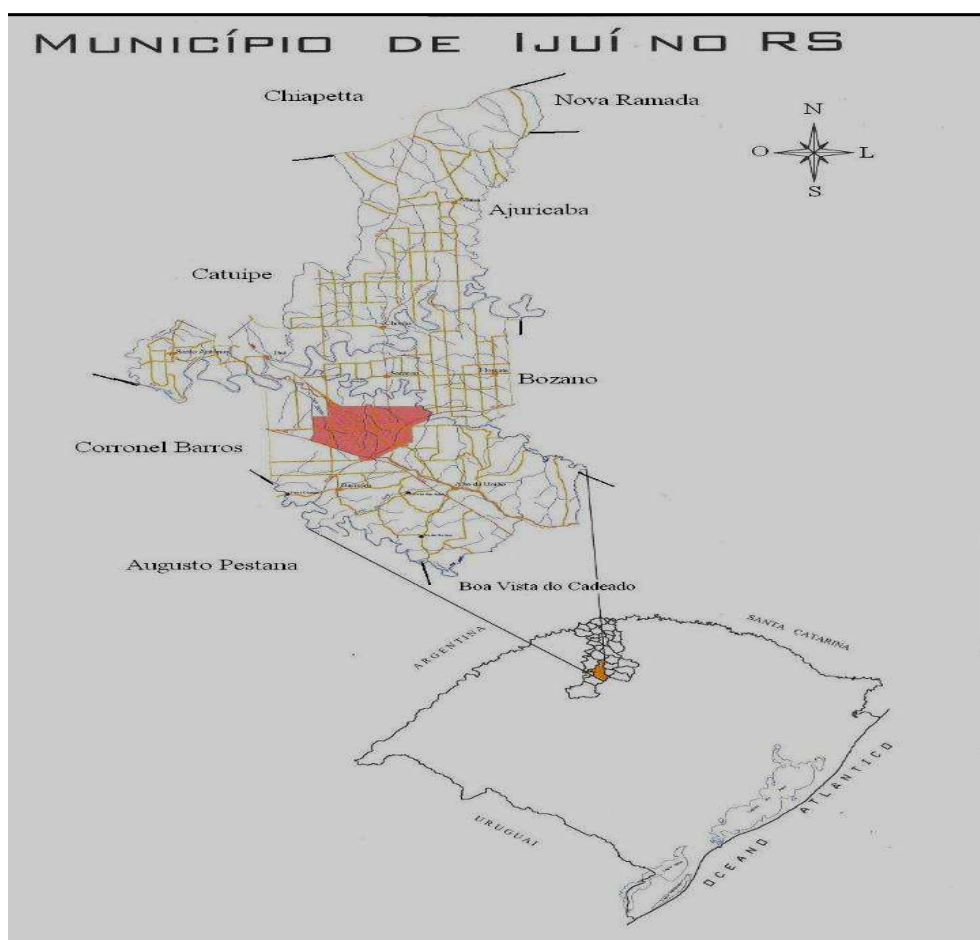 MUNICÍPIO DE IJUÍ NO RS
Chiapetta
Nova Ramada
N
O L
S
Ajuricaba
Catuipe
Bozano
Corronel Barros
Augusto Pestana
Boa Vista do Cadeado
ARGENTINA
SANTA CATARINA
URUGUAI
OCEANO ATLÂNTICO